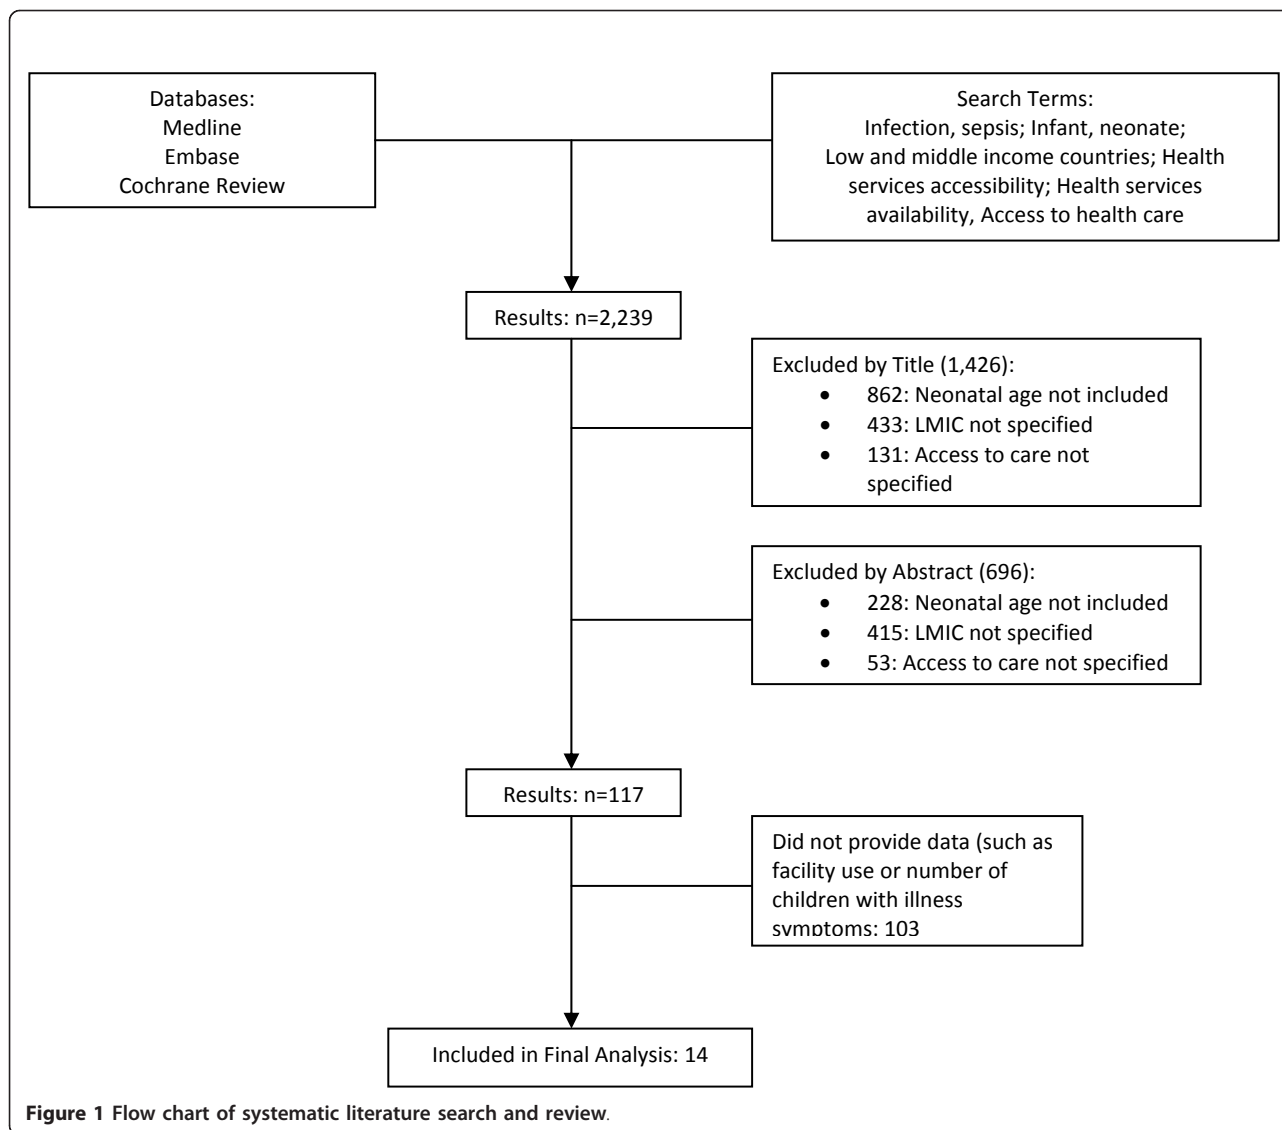 Databases:
Medline
Embase
Cochrane Review
Search Terms:
Infection, sepsis; Infant, neonate;
Low and middle income countries; Health
services accessibility; Health services
availability, Access to health care
Results: n=2,239
Excluded by Title (1,426):
• 862: Neonatal age not included
• 433: LMIC not specified
• 131: Access to care not
specified
Excluded by Abstract (696):
• 228: Neonatal age not included
• 415: LMIC not specified
• 53: Access to care not specified
Results: n=117
Did not provide data (such as
facility use or number of
children with illness
symptoms: 103
Included in Final Analysis: 14
Figure 1 Flow chart of systematic literature search and review.